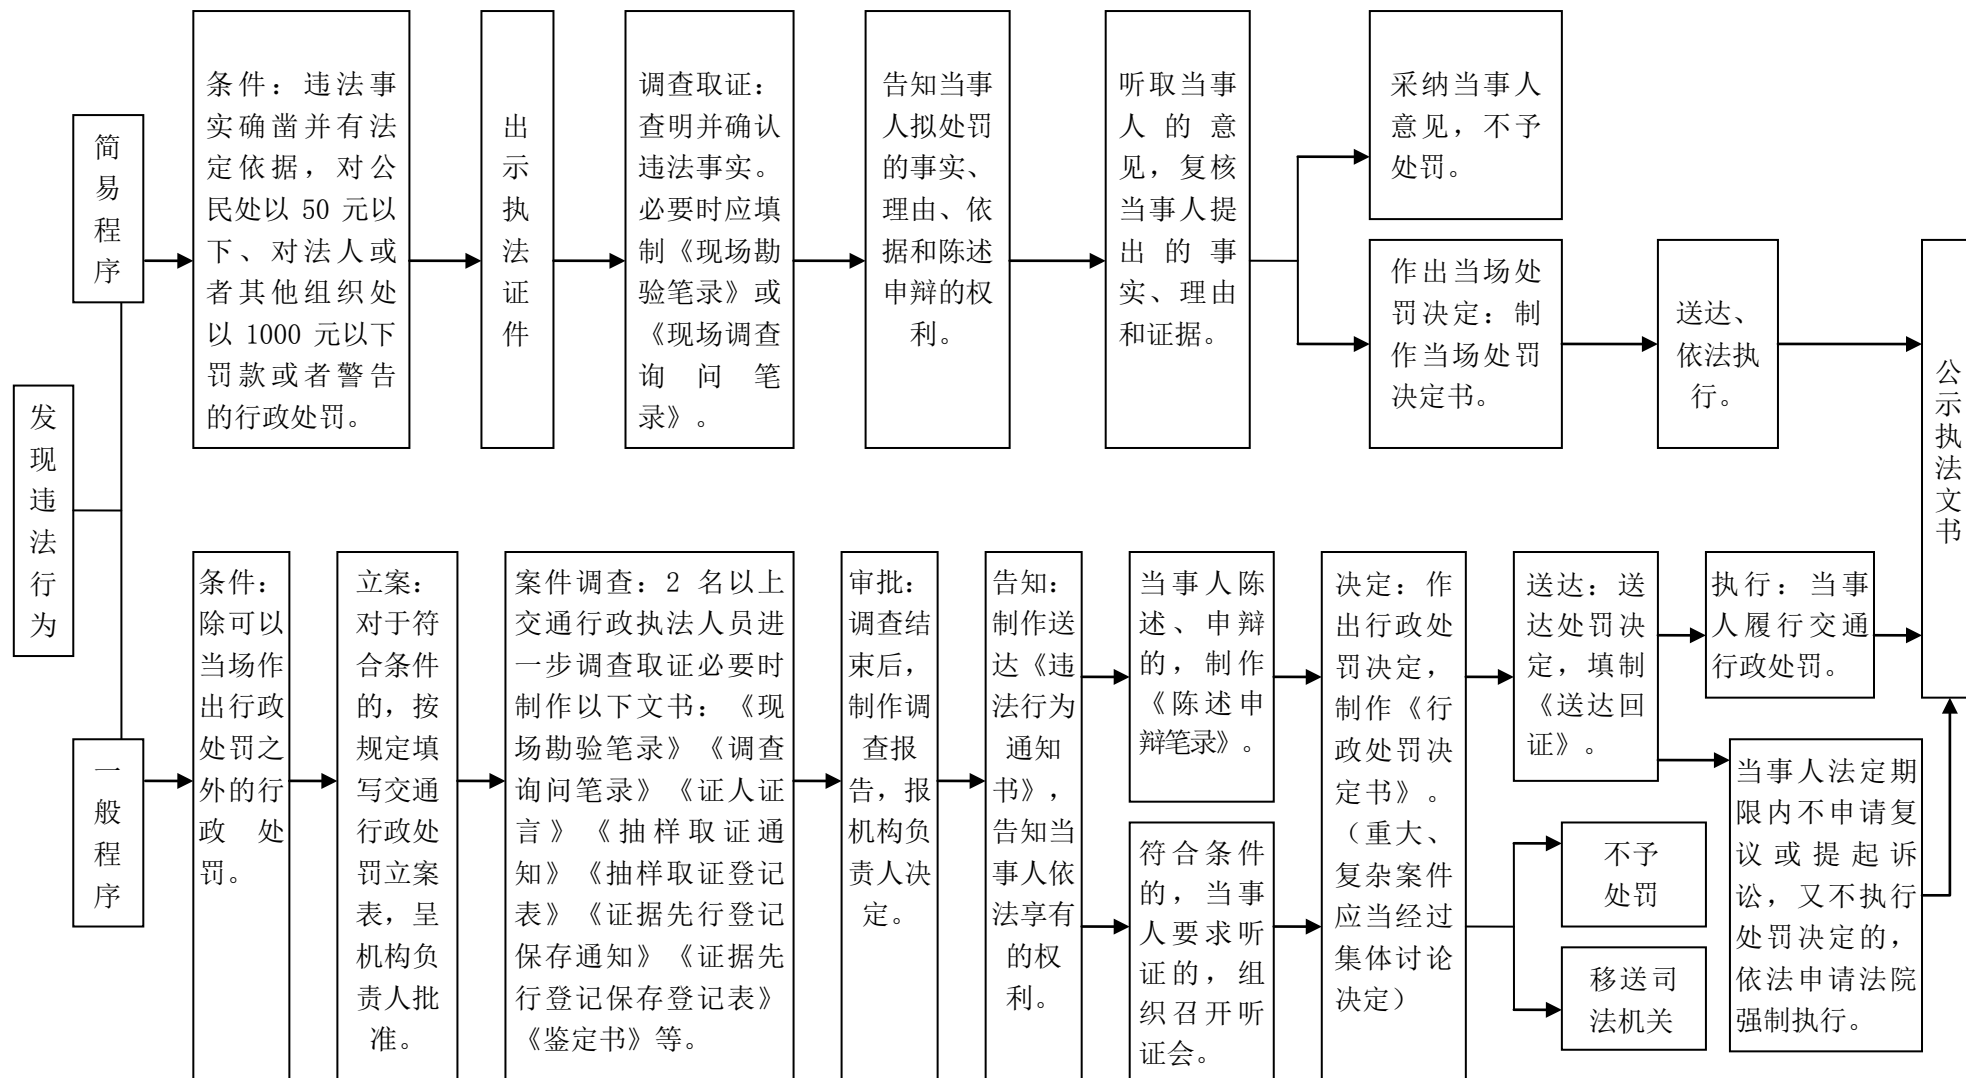 发
现
违
法
行
为
简
易
程
序
条件：违法事
实确凿并有法
定依据，对公
民处以 50 元以
下、对法人或
者其他组织处
以 1000 元以下
罚款或者警告
的行政处罚。
出
示
执
法
证
件
调查取证：
查明并确认
违法事实。
必要时应填
制《现场勘
验笔录》或
《现场调查
询问笔
录》。
告知当事
人拟处罚
的事实、
理由、依
据和陈述
申辩的权
利。
听取当事
人的意
见，复核
当事人提
出的事
实、理由
和证据。
采纳当事人
意见，不予
处罚。
作出当场处
罚决定：制
作当场处罚
决定书。
送达、
依法执
行。
公
示
执
法
文
书
一
般
程
序
条件：
除可以
当场作
出行政
处罚之
外的行
政处
罚。
立案：
对于符
合条件
的，按
规定填
写交通
行政处
罚立案
表，呈
机构负
责人批
准。
案件调查：2 名以上
交通行政执法人员进
一步调查取证必要时
制作以下文书：《现
场勘验笔录》《调查
询问笔录》《证人证
言》《抽样取证通
知》《抽样取证登记
表》《证据先行登记
保存通知》《证据先
行登记保存登记表》
《鉴定书》等。
审批：
调查结
束后，
制作调
查报
告，报
机构负
责人决
定。
告知：
制作送
达《违
法行为
通知
书》，
告知当
事人依
法享有
的权
利。
当事人陈
述、申辩
的，制作
《陈述申
辩笔录》。
符合条件
的，当事
人要求听
证的，组
织召开听
证会。
决定：作
出行政处
罚决定，
制作《行
政处罚决
定书》。
（重大、
复杂案件
应当经过
集体讨论
决定）
送达：送
达处罚决
定，填制
《送达回
证》。
执行：当事
人履行交通
行政处罚。
当事人法定期
限内不申请复
议或提起诉
讼，又不执行
处罚决定的，
依法申请法院
强制执行。
不予
处罚
移送司
法机关